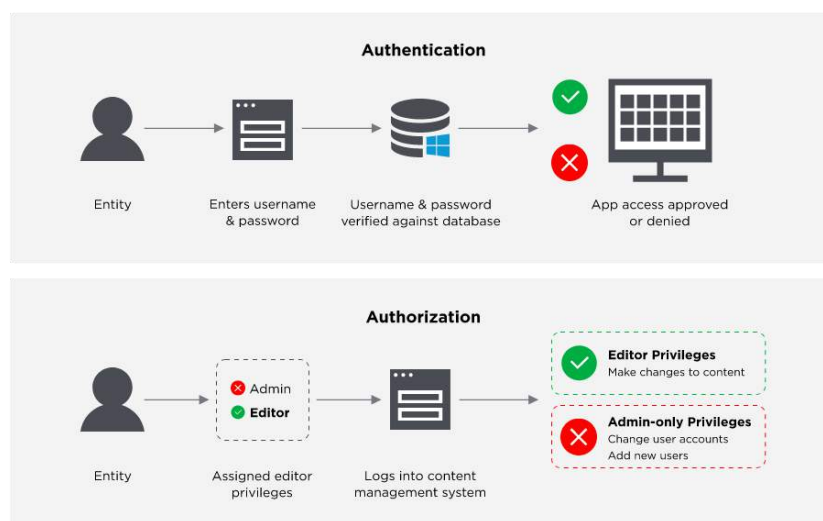 Authentication
Entity
Enters username
& password
Username & password
verified against database
App access approved
or denied
Authorization
Admin
Editor
Editor Privileges
Make changes to content
Admin-only Privileges
Change user accounts
Add new users
Entity
Assigned editor
privileges
Logs into content
management system